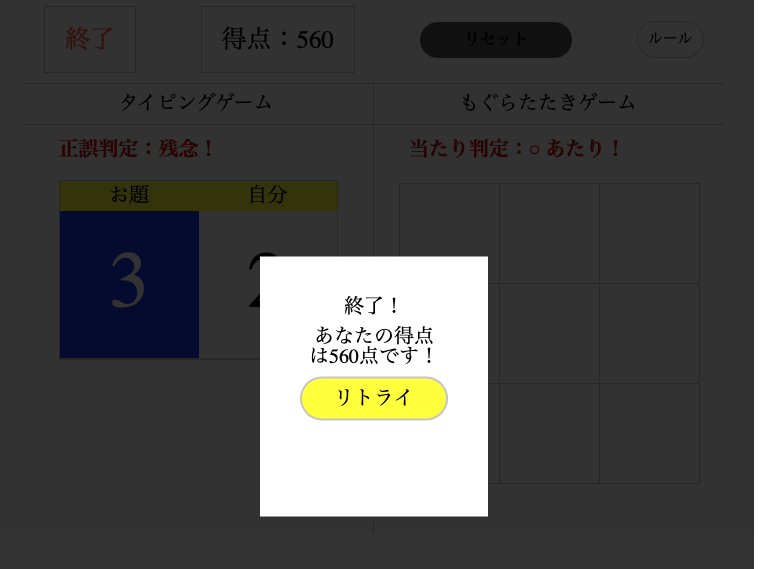 終了
得点：560
リセット
ルール
タイピングゲーム
もぐらたたきゲーム
正誤判定：残念！
当たり判定：○ あたり！
お題
自分
3
2
終了！
あなたの得点
は560点です！
リトライ